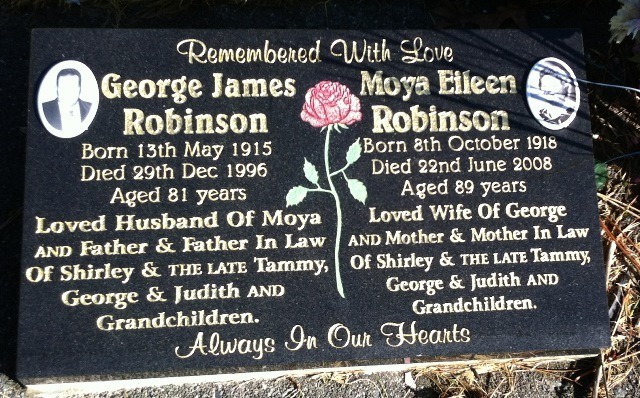 Remembered With Love
George James
Robinson
Born 13th May 1915
Died 29th Dec 1996
Aged 81 years
Loved Husband Of Moya
AND Father & Father In Law
Of Shirley & THE LATE Tammy,
George & Judith AND
Grandchildren.
Moya Eileen
Robinson
Born 8th October 1918
Died 22nd June 2008
Aged 89 years
Loved Wife Of George
AND Mother & Mother In Law
Of Shirley & THE LATE Tammy,
George & Judith AND
Grandchildren.
Always In Our Hearts